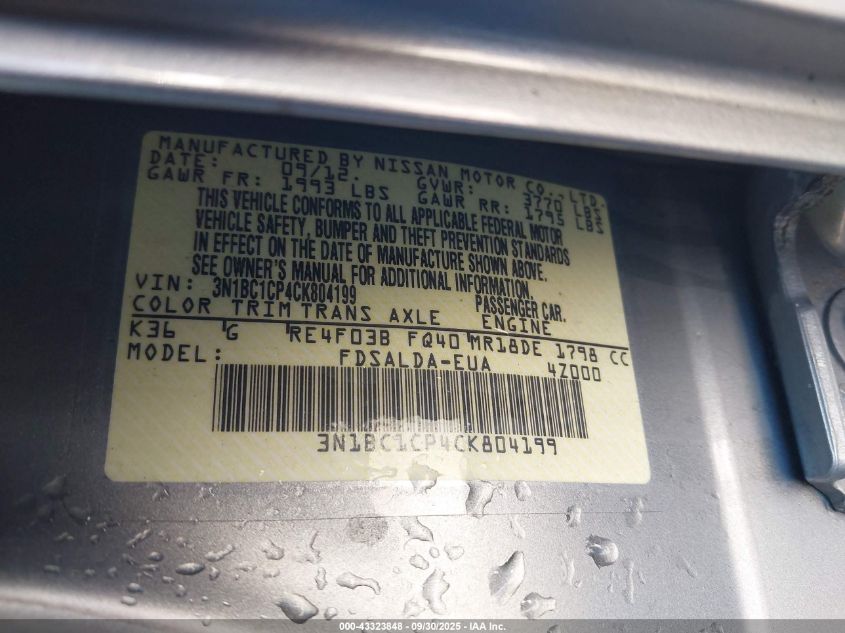 MANUFACTURED BY NISSAN MOTOR CO., LTD.
DATE: 09/12. GVWR: 3770 LBS
GAWR FR: 1993 LBS GAWR RR: 1795 LBS
THIS VEHICLE CONFORMS TO ALL APPLICABLE FEDERAL MOTOR
VEHICLE SAFETY, BUMPER AND THEFT PREVENTION STANDARDS
IN EFFECT ON THE DATE OF MANUFACTURE SHOWN ABOVE.
SEE OWNER'S MANUAL FOR ADDITIONAL INFORMATION.
VIN: 3N1BC1CP4CK804199 PASSENGER CAR.
COLOR TRIM TRANS AXLE ENGINE
K36 G RE4F03B FQ40 MR18DE 1798 CC
MODEL: FDSALDA-EUA 4Z000
3N1BC1CP4CK804199
000-43323848 - 09/30/2025 - IAA Inc.